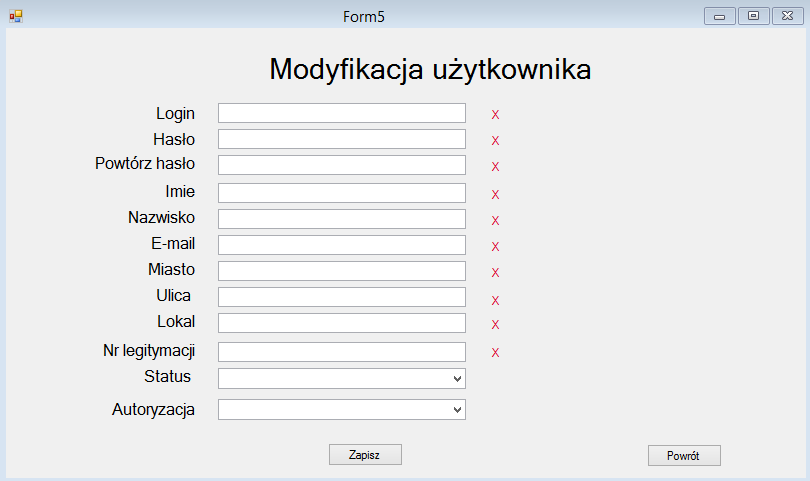 Form5
Modyfikacja użytkownika
Login X
Hasło X
Powtórz hasło X
Imie X
Nazwisko X
E-mail X
Miasto X
Ulica X
Lokal X
Nr legitymacji X
Status
Autoryzacja
Zapisz Powrót